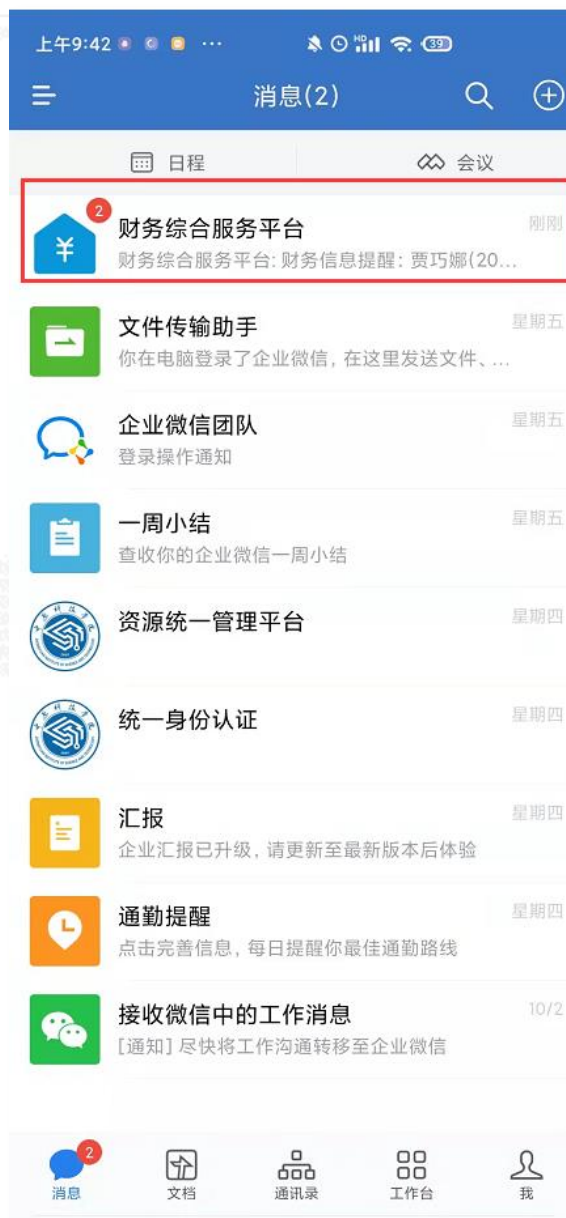 上午9:42 ... HD 39
消息(2)
日程 会议
2
财务综合服务平台 刚刚
¥
财务综合服务平台: 财务信息提醒: 贾巧娜(20...
文件传输助手 星期五
你在电脑登录了企业微信, 在这里发送文件、...
企业微信团队 星期五
登录操作通知
一周小结 星期五
查收你的企业微信一周小结
资源统一管理平台 星期四
统一身份认证 星期四
汇报 星期四
企业汇报已升级, 请更新至最新版本后体验
通勤提醒 星期四
点击完善信息, 每日提醒你最佳通勤路线
接收微信中的工作消息 10/2
[通知] 尽快将工作沟通转移至企业微信
2
消息 文档 通讯录 工作台 我